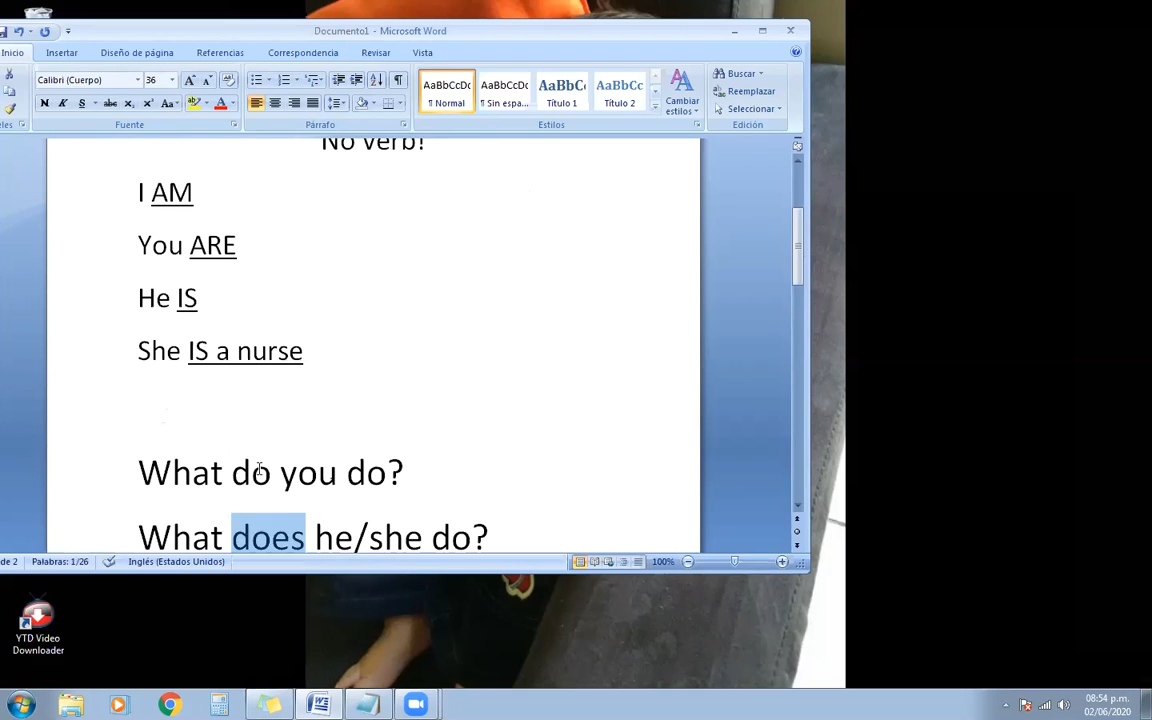 Documento1 - Microsoft Word
Inicio Insertar Diseño de página Referencias Correspondencia Revisar Vista
Calibri (Cuerpo) 36
AaBbCcDc AaBbCcDc AaBbC AaBbCc
¶ Normal ¶ Sin espa... Título 1 Título 2
Cambiar estilos
Buscar
Reemplazar
Seleccionar
Fuente Párrafo Estilos Edición
No verb!
I AM
You ARE
He IS
She IS a nurse
What do you do?
What does he/she do?
de 2 Palabras: 1/26 Inglés (Estados Unidos) 100%
YTD Video
Downloader
08:54 p.m.
02/06/2020